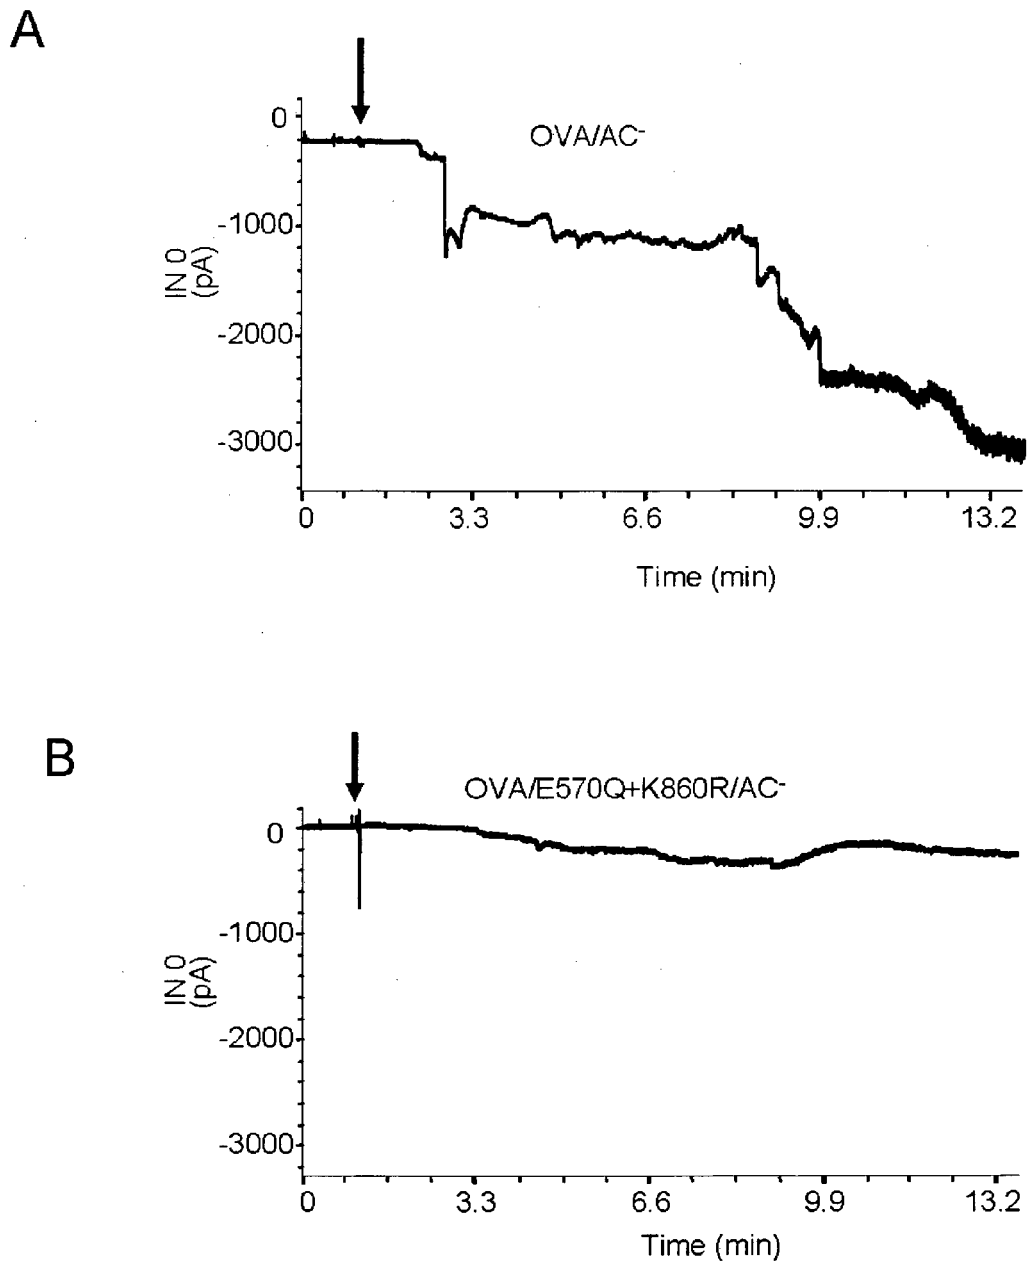 A
OVA/AC-
0
-1000
-2000
-3000
IN 0
(pA)
0 3.3 6.6 9.9 13.2
Time (min)
B
OVA/E570Q+K860R/AC-
0
-1000
-2000
-3000
IN 0
(pA)
0 3.3 6.6 9.9 13.2
Time (min)